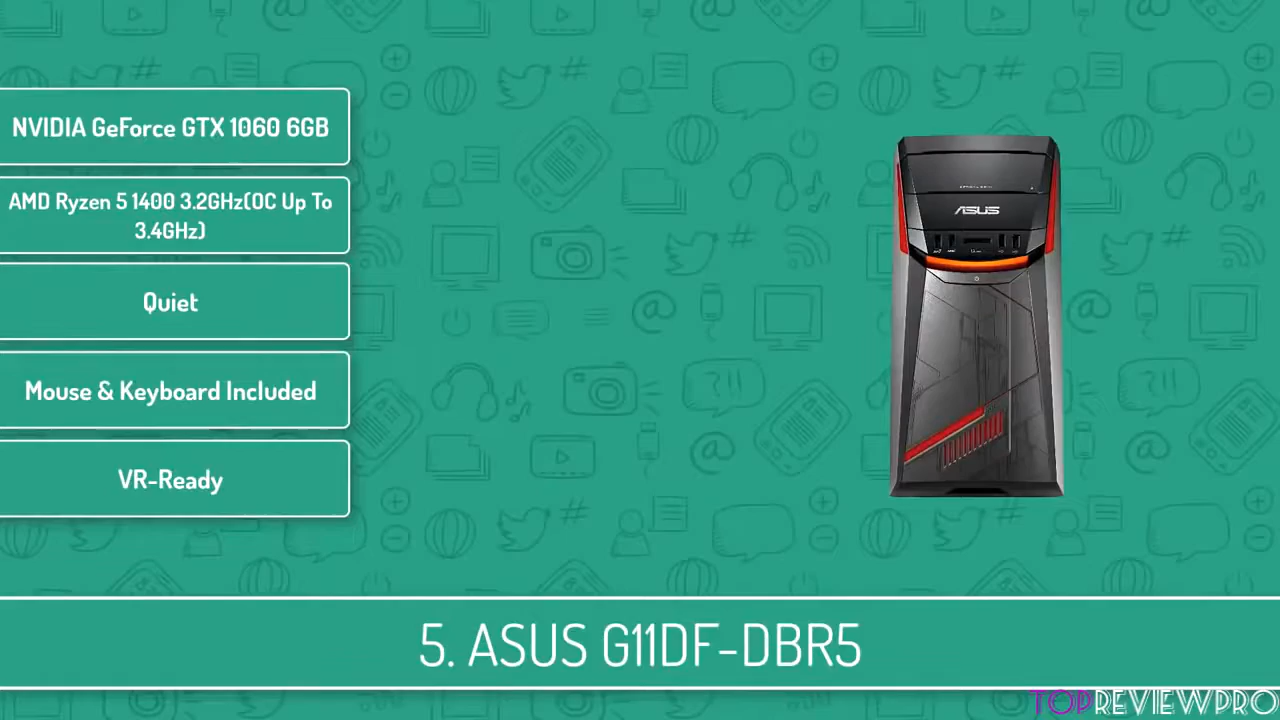 NVIDIA GeForce GTX 1060 6GB
AMD Ryzen 5 1400 3.2GHz(OC Up To
3.4GHz)
Quiet
Mouse & Keyboard Included
VR-Ready
ASUS
5. ASUS G11DF-DBR5
TOPREVIEWPRO